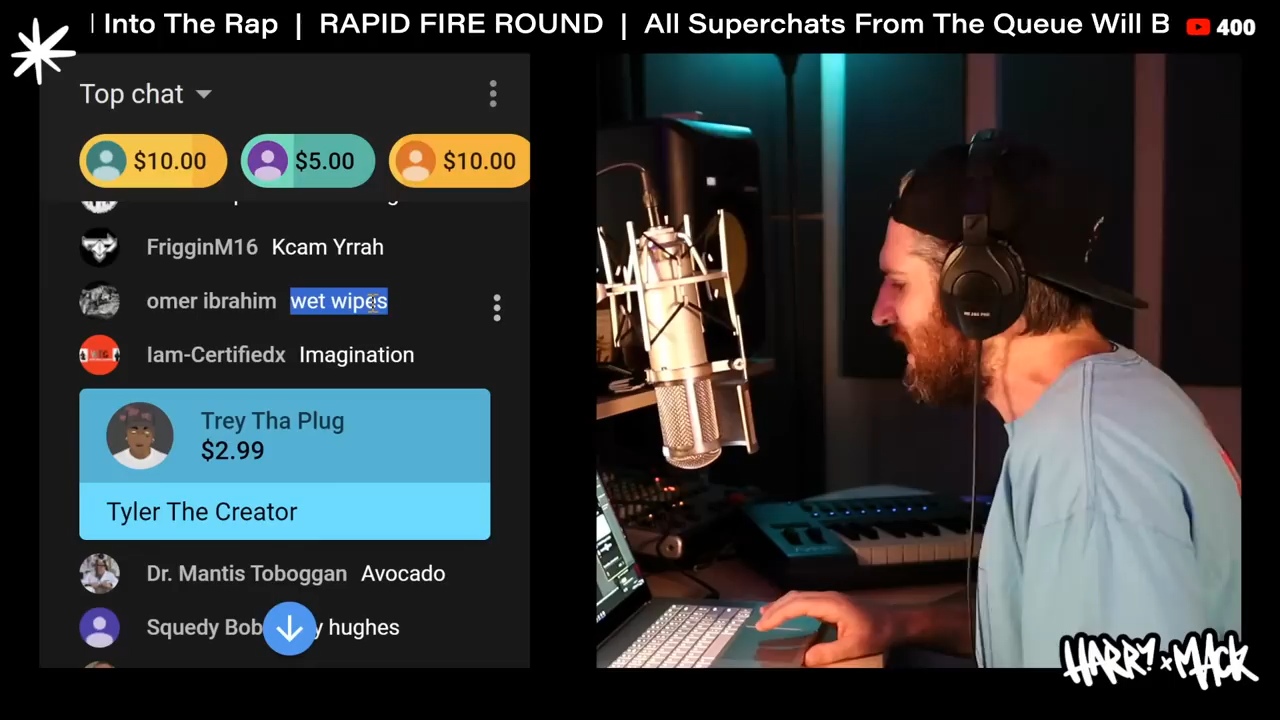 Into The Rap | RAPID FIRE ROUND | All Superchats From The Queue Will B
400
Top chat
$10.00 $5.00 $10.00
FrigginM16 Kcam Yrrah
omer ibrahim wet wipes
Iam-Certifiedx Imagination
Trey Tha Plug
$2.99
Tyler The Creator
Dr. Mantis Toboggan Avocado
Squedy Bob y hughes
HARRY x MACK